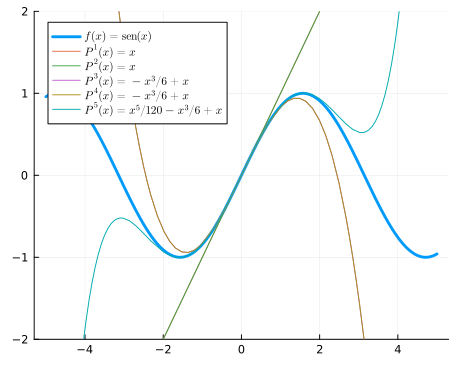 f(x) = sen(x)
P¹(x) = x
P²(x) = x
P³(x) = − x³/6 + x
P⁴(x) = − x³/6 + x
P⁵(x) = x⁵/120 − x³/6 + x
2
1
0
−1
−2
−4 −2 0 2 4